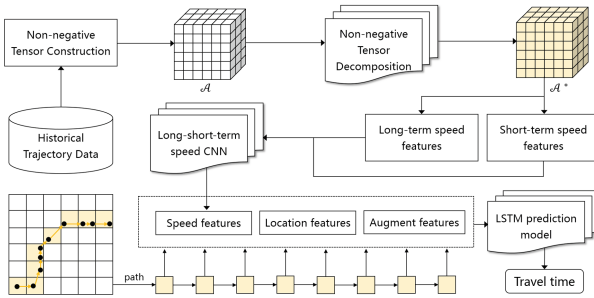 Non-negative
Tensor Construction
𝒜
Non-negative
Tensor
Decomposition
𝒜 *
Historical
Trajectory Data
Long-short-term
speed CNN
Long-term speed
features
Short-term speed
features
Speed features
Location features
Augment features
LSTM prediction
model
path
Travel time